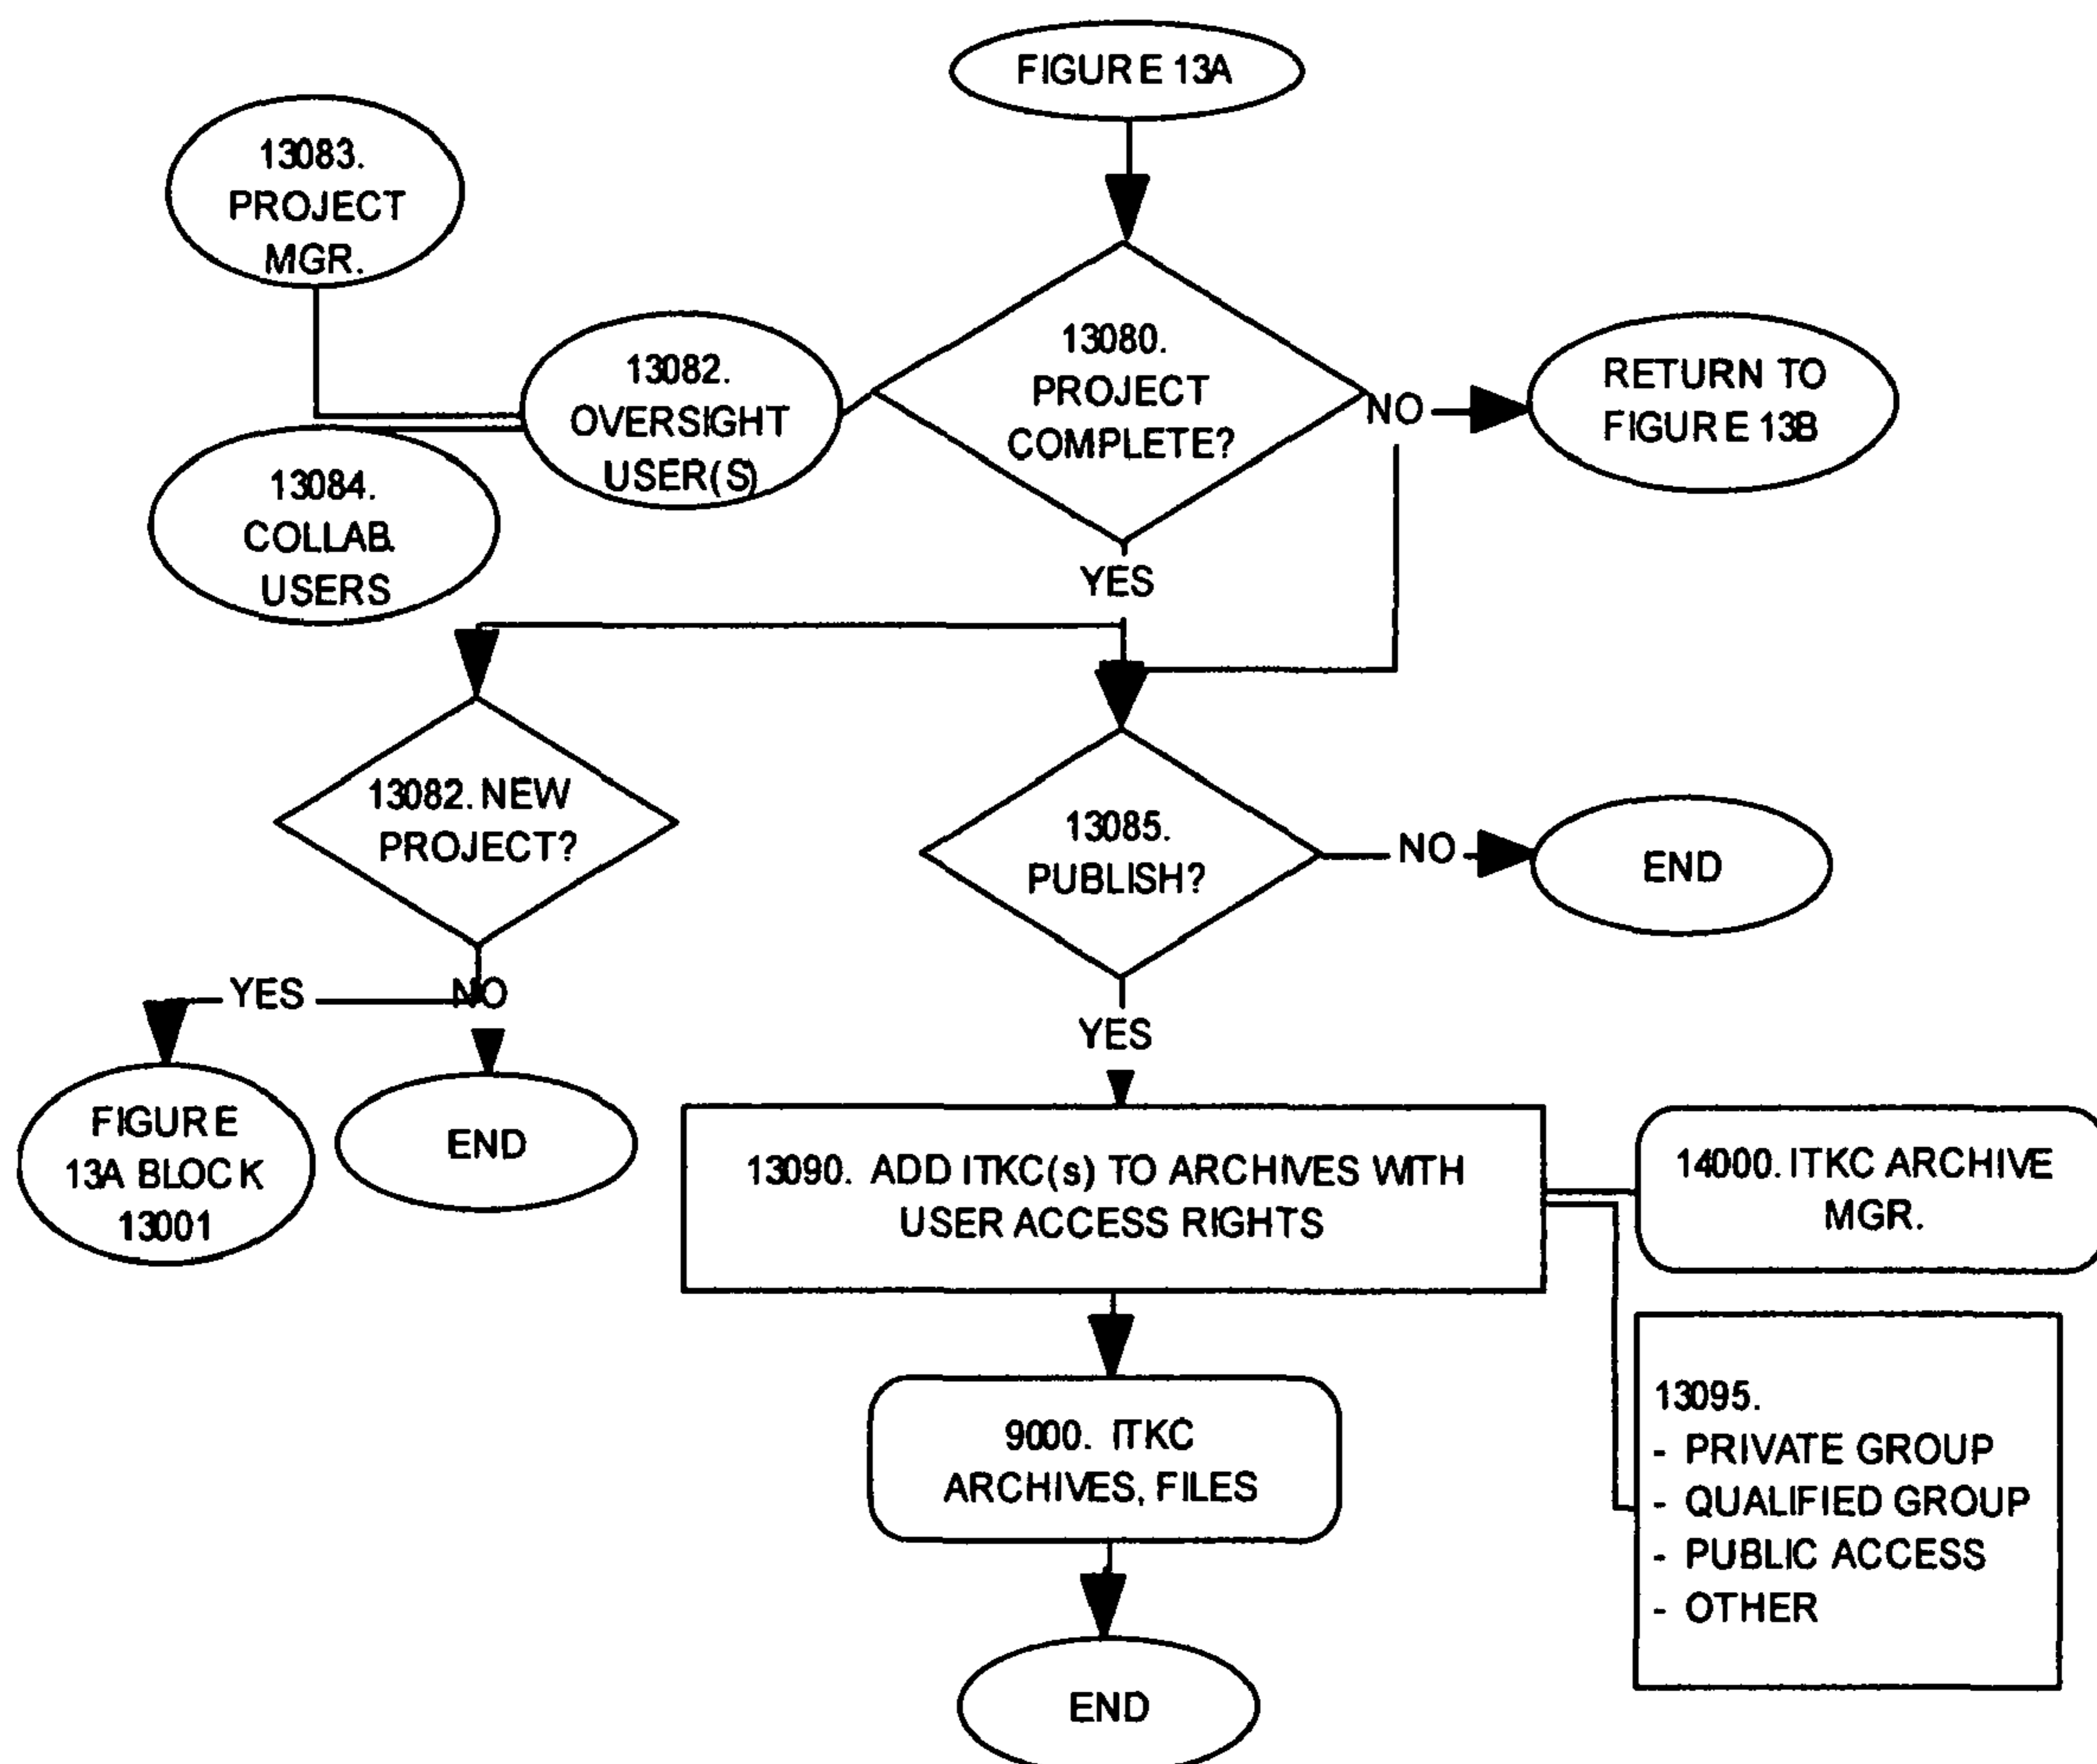 FIGURE 13A
13083.
PROJECT
MGR.
13082.
OVERSIGHT
USER(S)
13080.
PROJECT
COMPLETE?
NO
RETURN TO
FIGURE 13B
13084.
COLLAB.
USERS
YES
13082. NEW
PROJECT?
13085.
PUBLISH?
NO
END
YES
NO
YES
FIGURE
13A BLOCK
13001
END
13090. ADD ITKC(s) TO ARCHIVES WITH
USER ACCESS RIGHTS
14000. ITKC ARCHIVE
MGR.
9000. ITKC
ARCHIVES, FILES
13095.
- PRIVATE GROUP
- QUALIFIED GROUP
- PUBLIC ACCESS
- OTHER
END